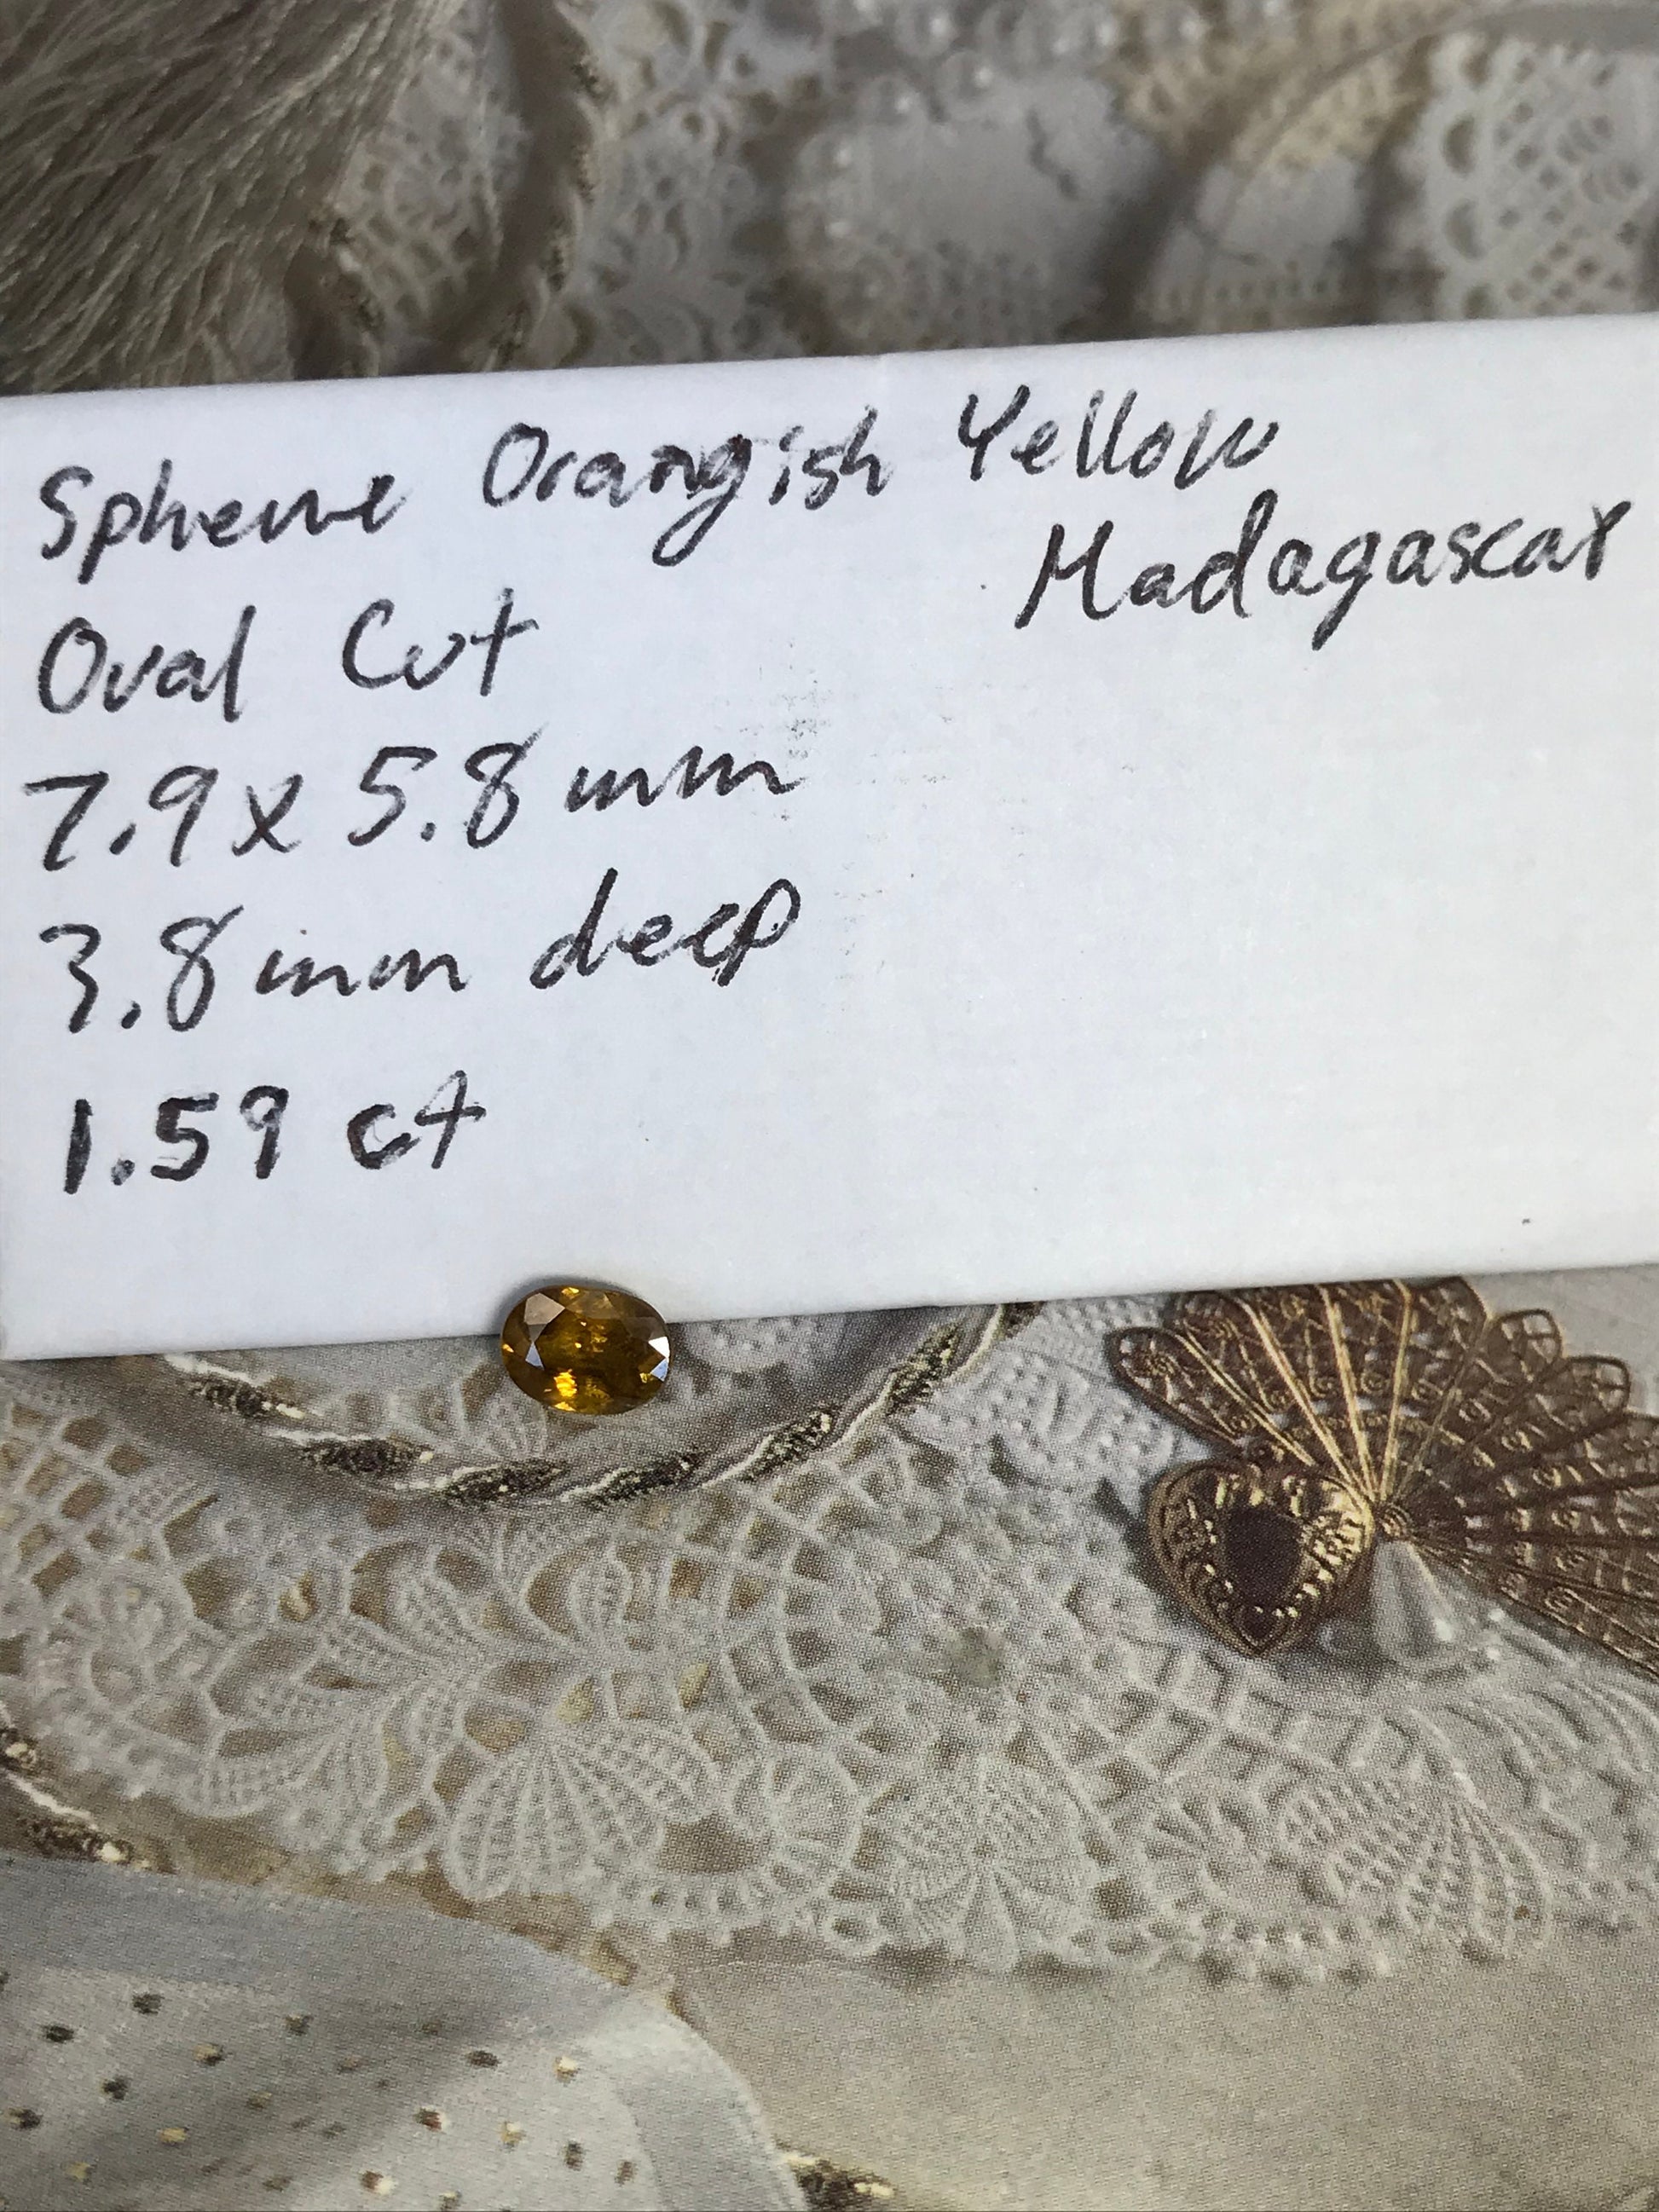 Sphene Orangish Yellow
Madagascar
Oval Cut
7.9 x 5.8 mm
3.8 mm deep
1.59 ct